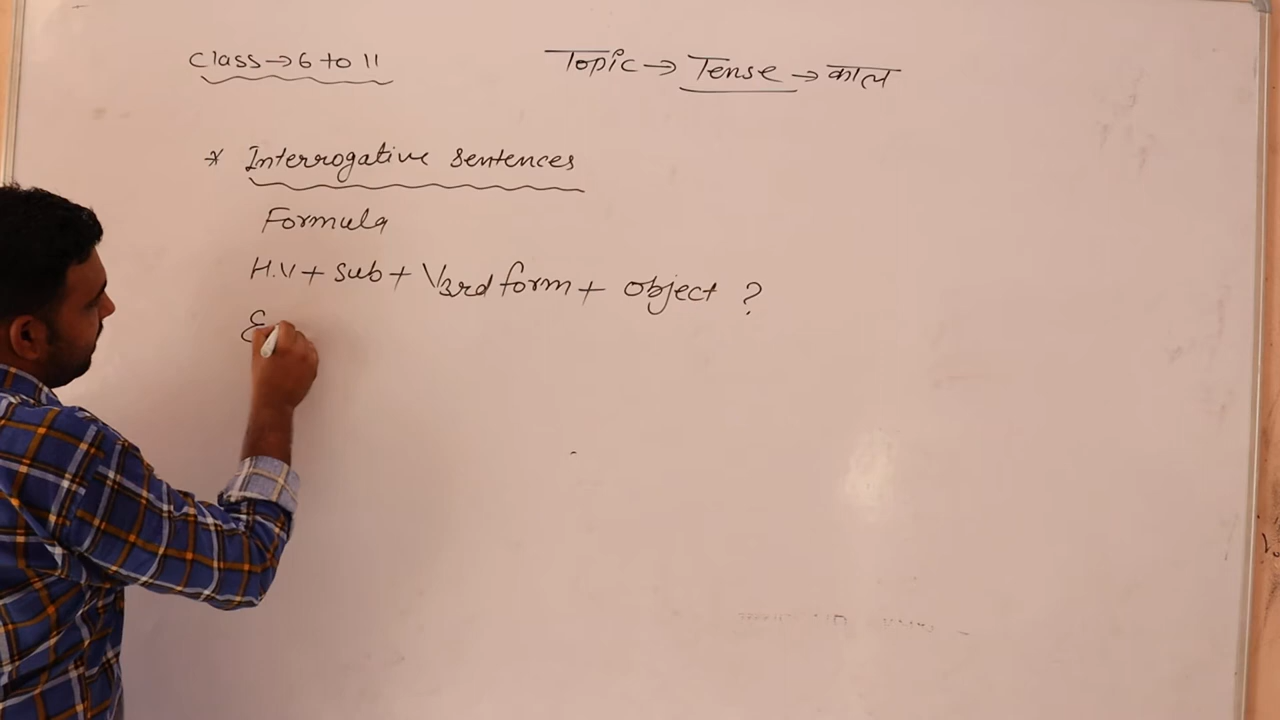 Class → 6 to 11
Topic → Tense → काल
* Interrogative Sentences
Formula
H.V + sub + V3rd form + object ?
E